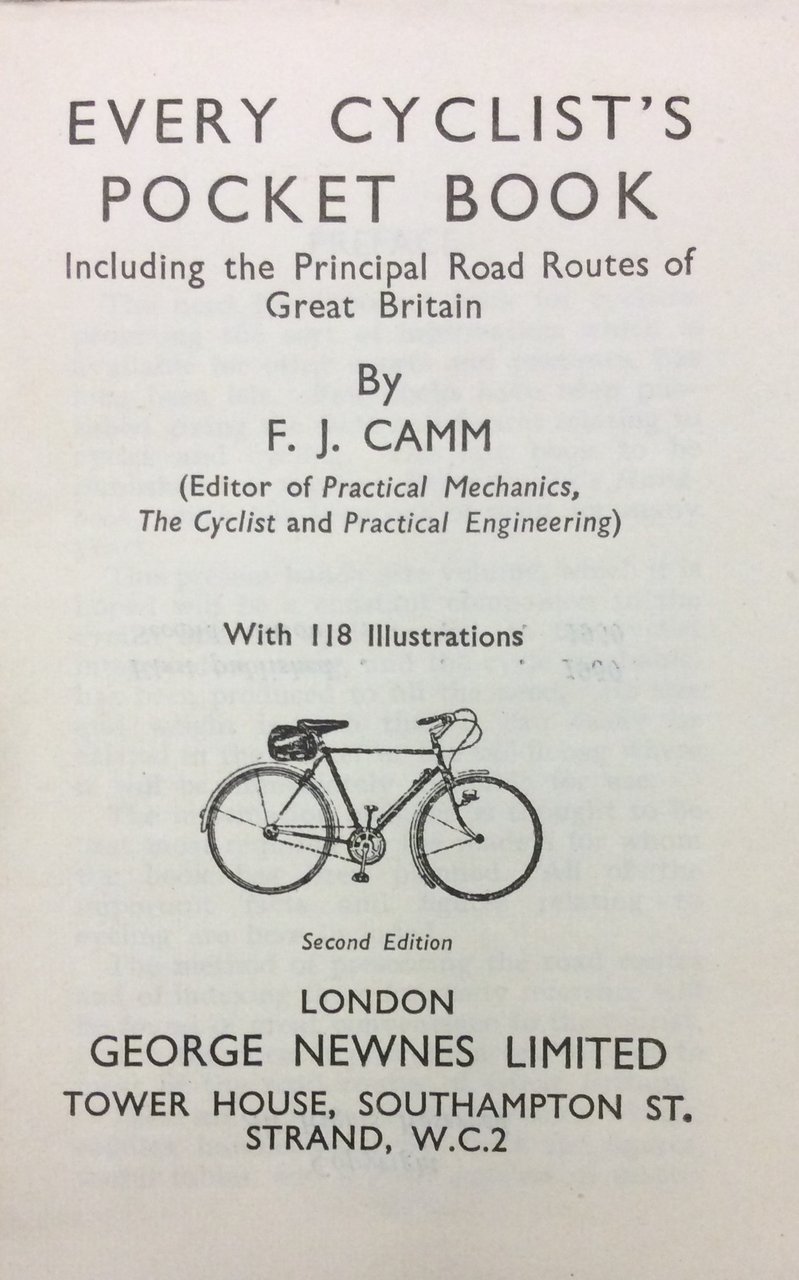 EVERY CYCLIST'S
POCKET BOOK
Including the Principal Road Routes of
Great Britain
By
F. J. CAMM
(Editor of Practical Mechanics,
The Cyclist and Practical Engineering)
With 118 Illustrations
Second Edition
LONDON
GEORGE NEWNES LIMITED
TOWER HOUSE, SOUTHAMPTON ST.
STRAND, W.C.2